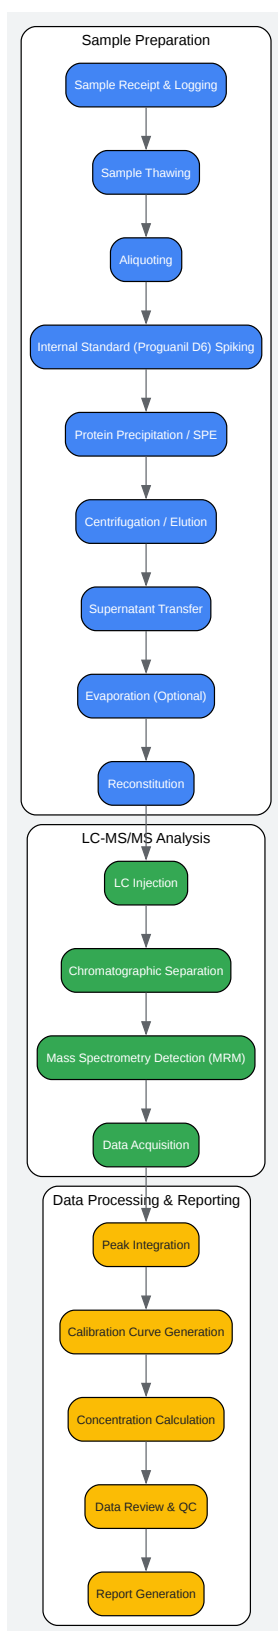 Sample Preparation
Sample Receipt & Logging
Sample Thawing
Aliquoting
Internal Standard (Proguanil D6) Spiking
Protein Precipitation / SPE
Centrifugation / Elution
Supernatant Transfer
Evaporation (Optional)
Reconstitution
LC-MS/MS Analysis
LC Injection
Chromatographic Separation
Mass Spectrometry Detection (MRM)
Data Acquisition
Data Processing & Reporting
Peak Integration
Calibration Curve Generation
Concentration Calculation
Data Review & QC
Report Generation